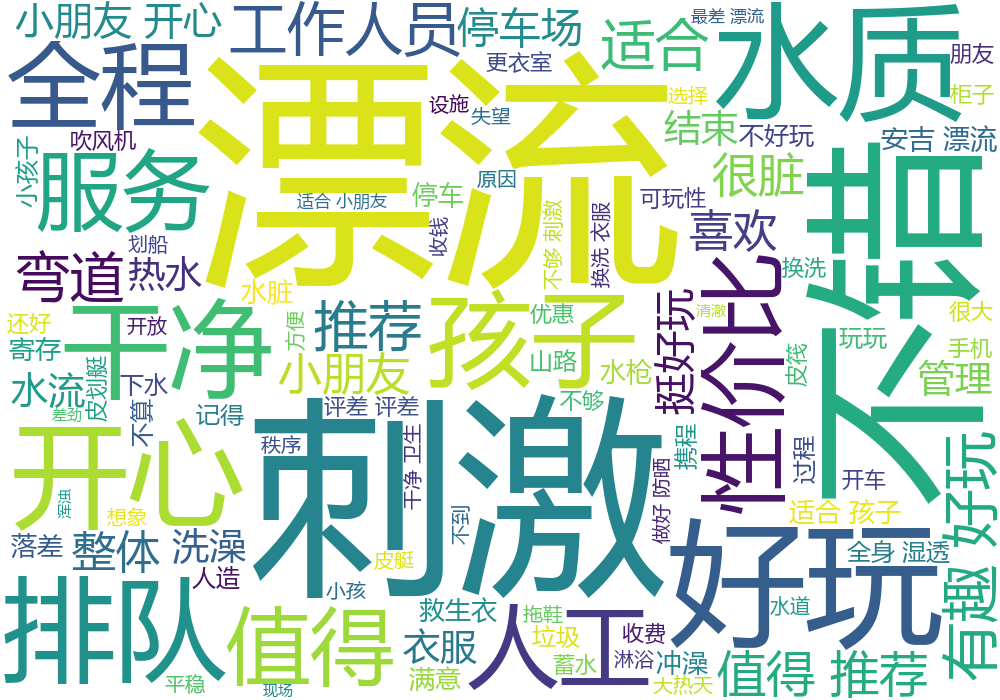 小朋友 开心
工作人员
停车场
最差 漂流
适合
水质
朋友
全程
漂流
更衣室
设施
失望
选择
柜子
吹风机
结束
不好玩
安吉 漂流
小孩子
服务
适合 小朋友
停车
原因
很脏
可玩性
不错
划船
收钱
不够 刺激
换洗 衣服
喜欢
弯道
热水
水脏
换洗
还好
开放
干净
方便
推荐
孩子
优惠
挺好玩
性价比
清澈
很大
寄存
玩玩
手机
山路
水流
皮划艇
下水
小朋友
水枪
皮筏
管理
差劲
不算
记得
评差 评差
不够
开心
秩序
刺激
干净 卫生
携程
过程
开车
好玩
有趣
浑浊
想象
不到
做好 防晒
适合 孩子
落差
整体
洗澡
皮艇
好玩
全身 湿透
人造
排队
小孩
值得
救生衣
拖鞋
人工
水道
垃圾
收费
衣服
满意
蓄水
淋浴
冲澡
值得 推荐
平稳
现场
大热天